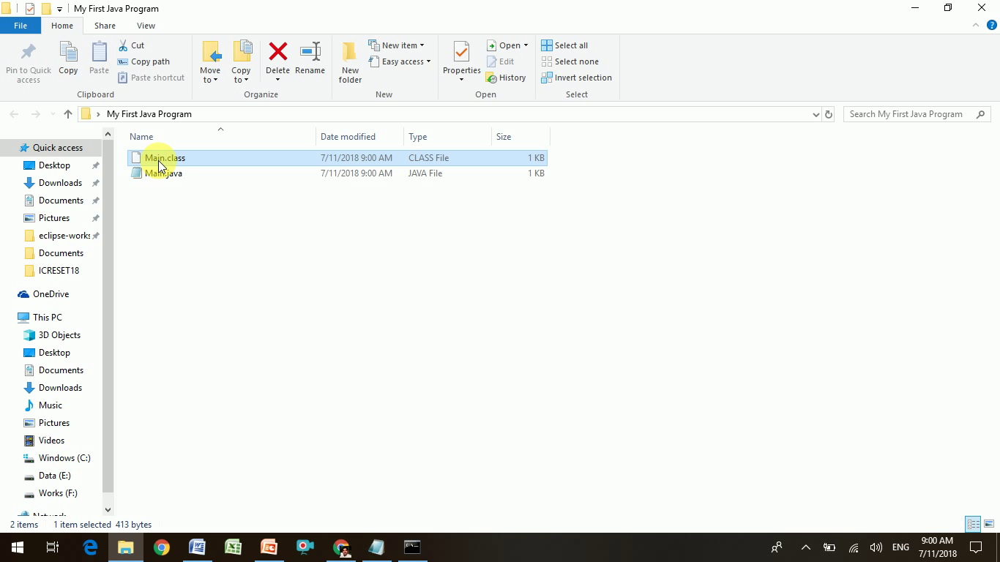 My First Java Program
File Home Share View
Pin to Quick access
Copy
Paste
Cut
Copy path
Paste shortcut
Clipboard
Move to
Copy to
Delete
Rename
Organize
New folder
New item
Easy access
New
Properties
Open
Edit
History
Open
Select all
Select none
Invert selection
Select
My First Java Program
Search My First Java Program
Name Date modified Type Size
Main.class 7/11/2018 9:00 AM CLASS File 1 KB
Main.java 7/11/2018 9:00 AM JAVA File 1 KB
Quick access
Desktop
Downloads
Documents
Pictures
eclipse-works
Documents
ICRESET18
OneDrive
This PC
3D Objects
Desktop
Documents
Downloads
Music
Pictures
Videos
Windows (C:)
Data (E:)
Works (F:)
Network
2 items 1 item selected 413 bytes
ENG
9:00 AM
7/11/2018